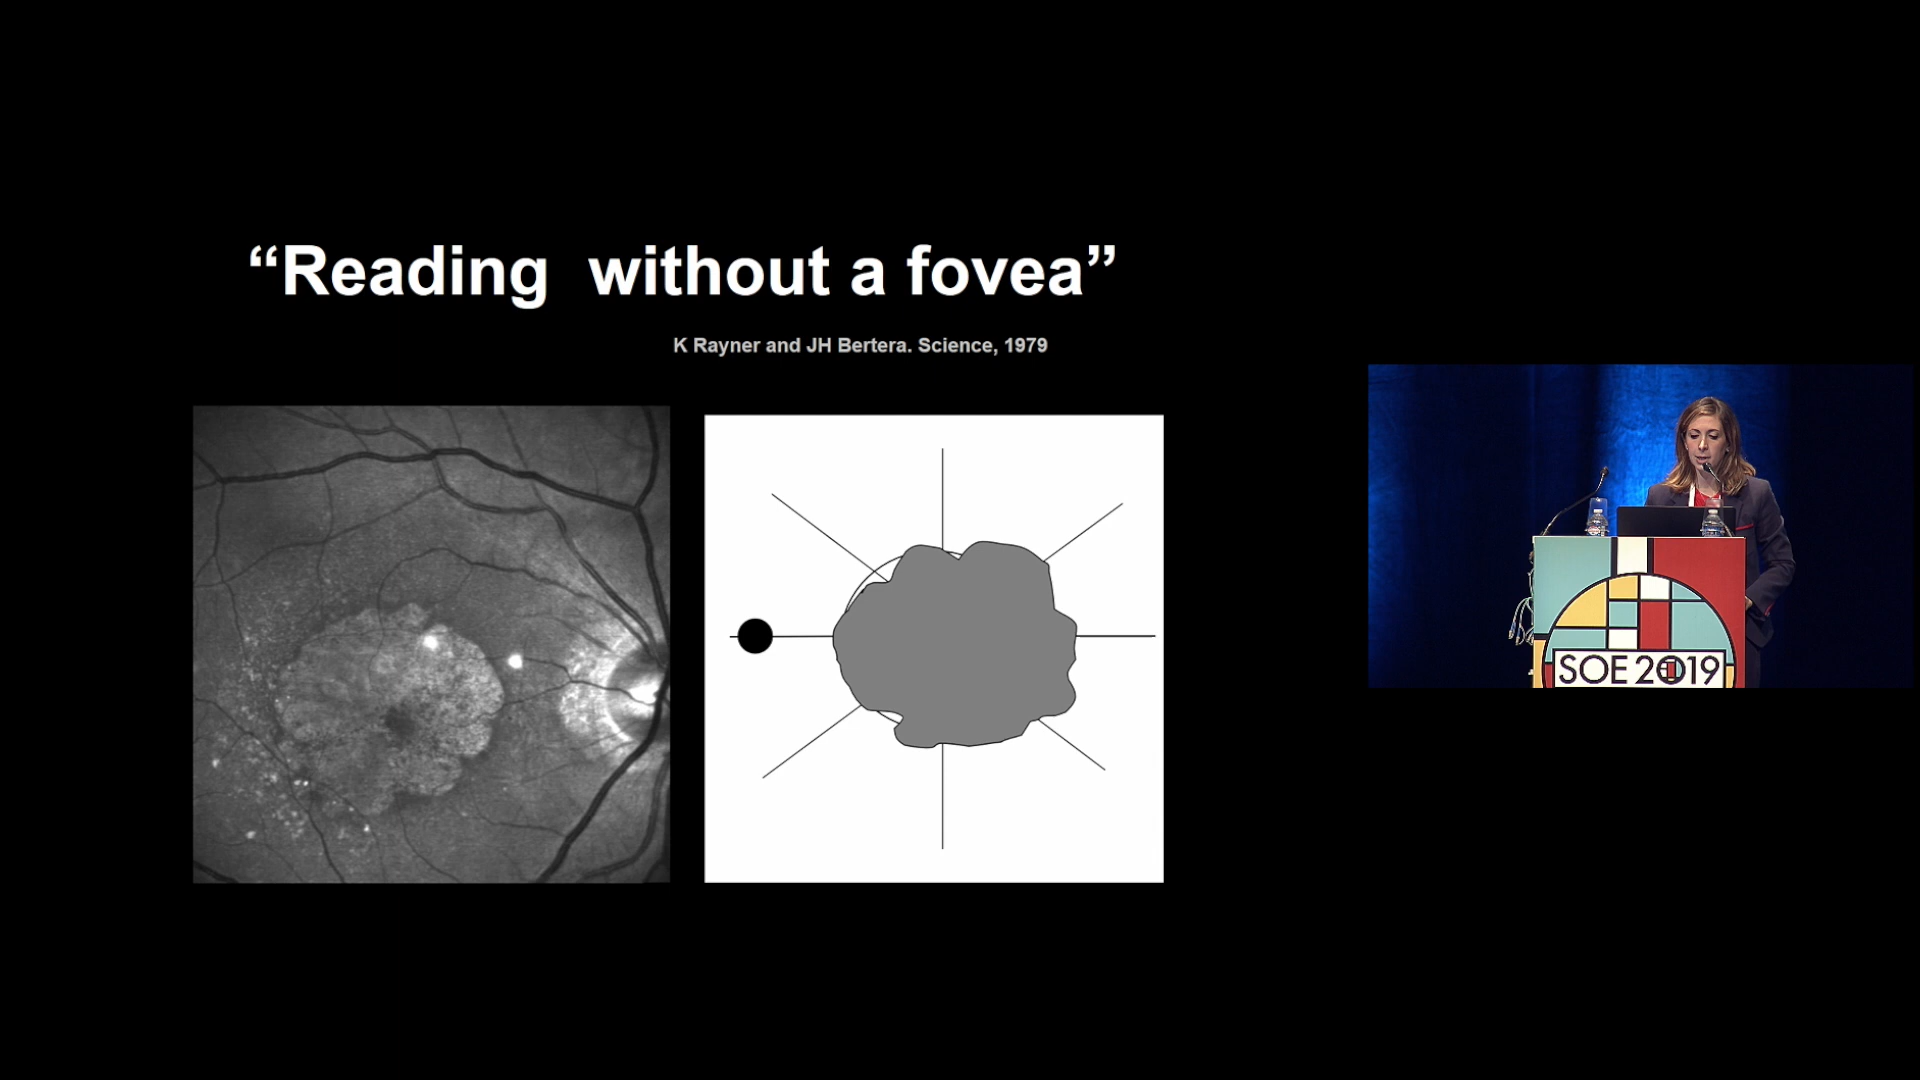 “Reading  without a fovea”
K Rayner and JH Bertera. Science, 1979
SOE 2019